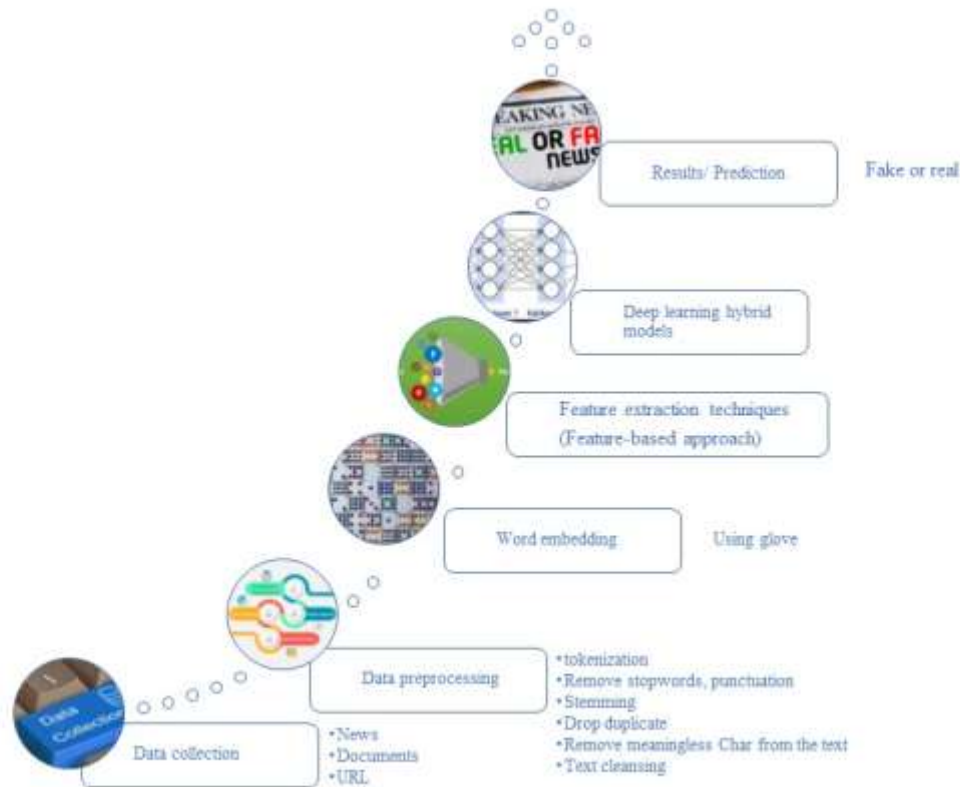 EAKING NE
EAL OR FA
NEWS
Results/ Prediction
Fake or real
Deep learning hybrid
models
Feature extraction techniques
(Feature-based approach)
Word embedding
Using glove
Data preprocessing
•tokenization
•Remove stopwords, punctuation
•Stemming
•Drop duplicate
•Remove meaningless Char from the text
•Text cleansing
Data
Collection
Data collection
•News
•Documents
•URL